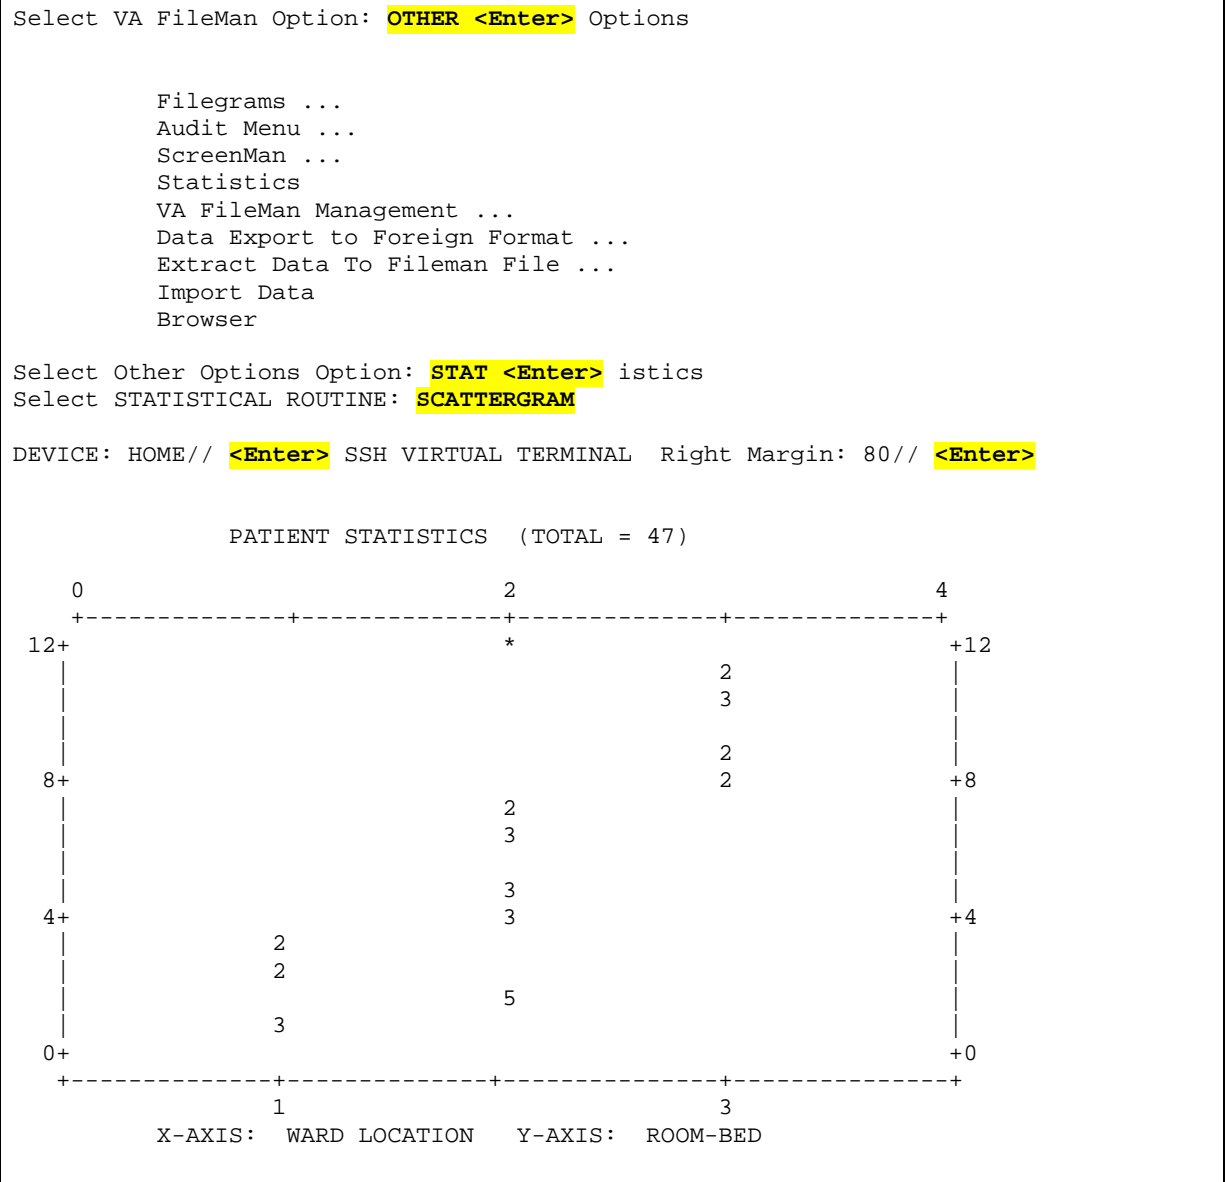 Select VA FileMan Option: OTHER <Enter> Options
Filegrams ...
Audit Menu ...
ScreenMan ...
Statistics
VA FileMan Management ...
Data Export to Foreign Format ...
Extract Data To Fileman File ...
Import Data
Browser
Select Other Options Option: STAT <Enter> istics
Select STATISTICAL ROUTINE: SCATTERGRAM
DEVICE: HOME// <Enter> SSH VIRTUAL TERMINAL  Right Margin: 80// <Enter>
PATIENT STATISTICS  (TOTAL = 47)
0                             2                             4
+--------------+--------------+--------------+--------------+
12+                              *                              +12
|                                             2               |
|                                             3               |
|                                                             |
|                                             2               |
8+                                             2               +8
|                              2                              |
|                              3                              |
|                                                             |
|                              3                              |
4+                              3                              +4
|              2                                              |
|              2                                              |
|                              5                              |
|              3                                              |
0+                                                             +0
+--------------+--------------+---------------+---------------+
1                              3
X-AXIS:  WARD LOCATION   Y-AXIS:  ROOM-BED